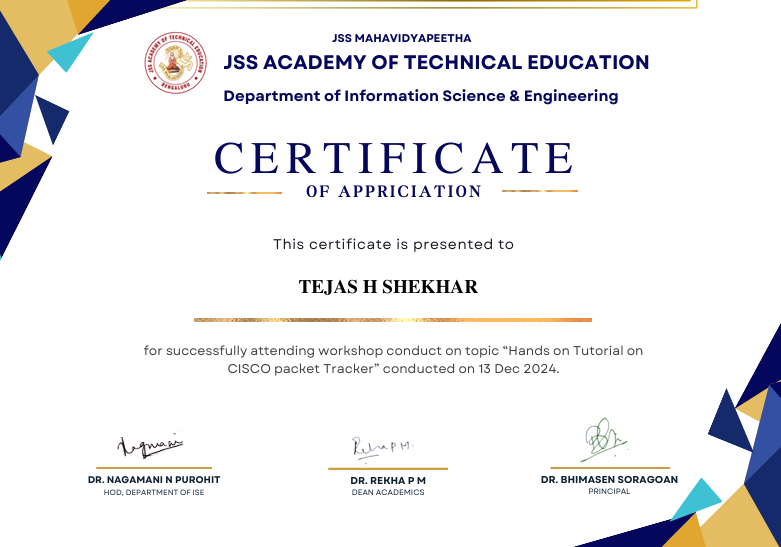 JSS MAHAVIDYAPEETHA
JSS ACADEMY OF TECHNICAL EDUCATION
JSS ACADEMY OF TECHNICAL EDUCATION
BENGALURU
Department of Information Science & Engineering
CERTIFICATE
OF APPRICIATION
This certificate is presented to
TEJAS H SHEKHAR
for successfully attending workshop conduct on topic “Hands on Tutorial on
CISCO packet Tracker” conducted on 13 Dec 2024.
Rekha P M.
DR. NAGAMANI N PUROHIT
DR. REKHA P M
DR. BHIMASEN SORAGOAN
HOD, DEPARTMENT OF ISE
DEAN ACADEMICS
PRINCIPAL